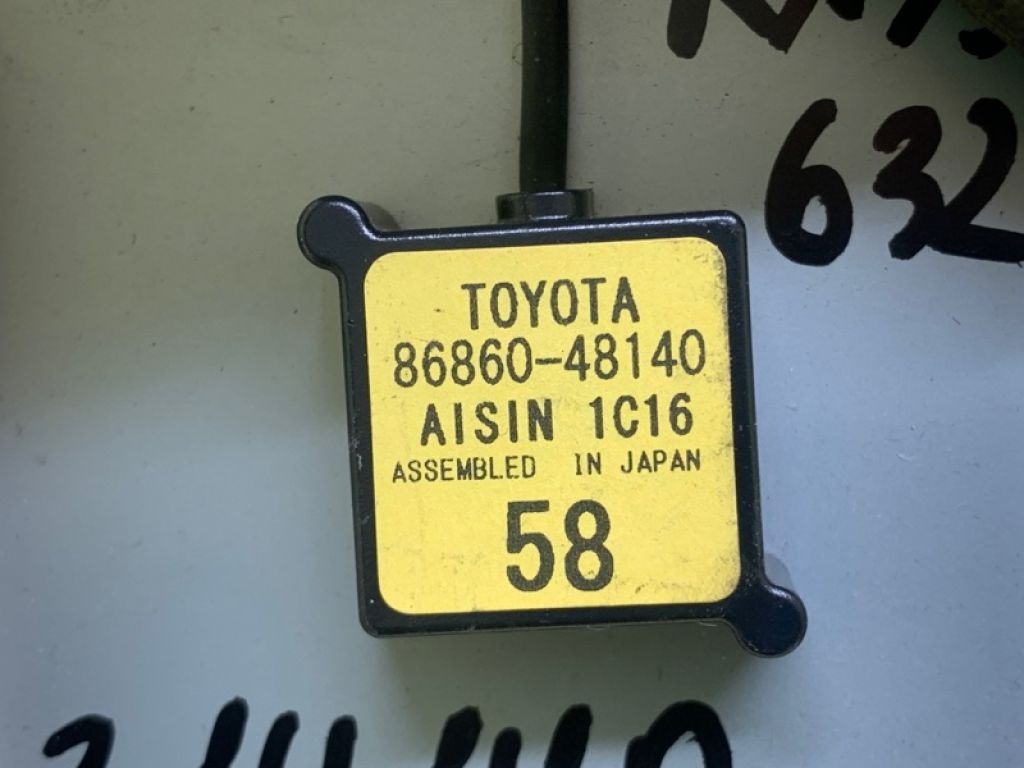 632
TOYOTA
86860-48140
AISIN 1C16
ASSEMBLED IN JAPAN
58